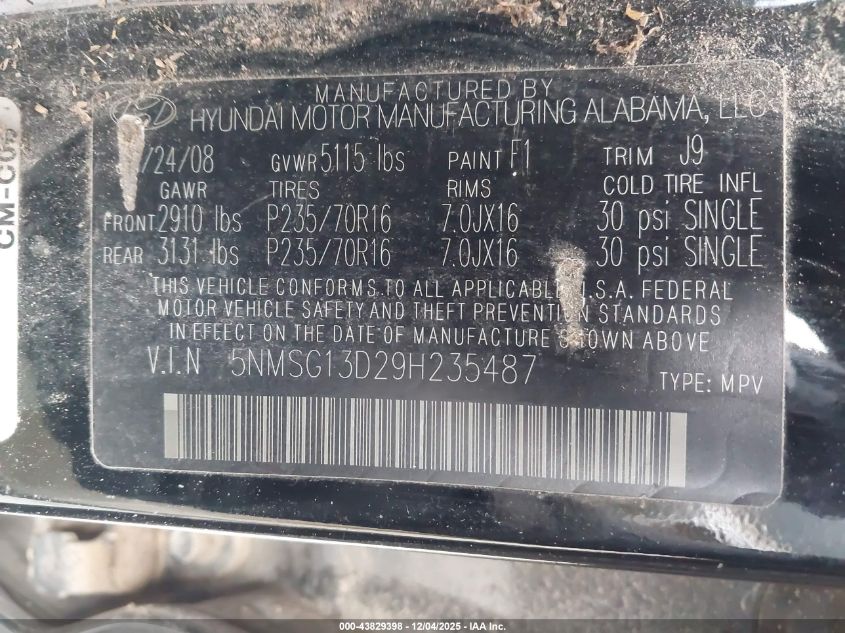 MANUFACTURED BY
HYUNDAI MOTOR MANUFACTURING ALABAMA, LLC
/24/08 GVWR 5115 lbs PAINT F1 TRIM J9
GAWR TIRES RIMS COLD TIRE INFL
FRONT 2910 lbs P235/70R16 7.0JX16 30 psi SINGLE
REAR 3131 lbs P235/70R16 7.0JX16 30 psi SINGLE
THIS VEHICLE CONFORMS TO ALL APPLICABLE U.S.A. FEDERAL
MOTOR VEHICLE SAFETY AND THEFT PREVENTION STANDARDS
IN EFFECT ON THE DATE OF MANUFACTURE SHOWN ABOVE
V.I.N 5NMSG13D29H235487
TYPE: MPV
000-43829398 - 12/04/2025 - IAA Inc.